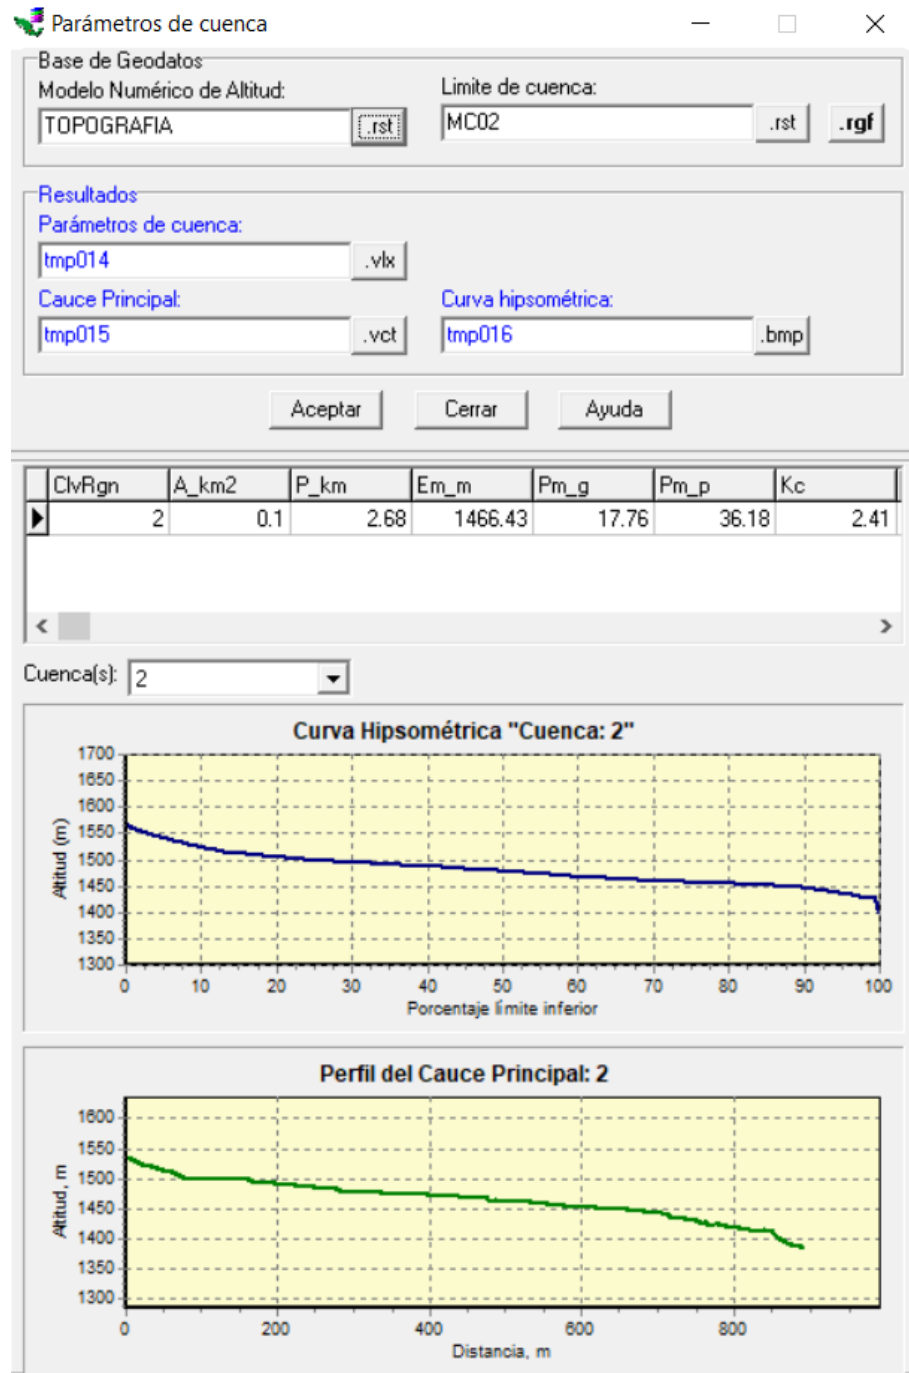 Parámetros de cuenca
Base de Geodatos
Modelo Numérico de Altitud:
Limite de cuenca:
TOPOGRAFIA .rst
MC02 .rst .rgf
Resultados
Parámetros de cuenca:
tmp014 .vlx
Cauce Principal:
Curva hipsométrica:
tmp015 .vct
tmp016 .bmp
Aceptar Cerrar Ayuda
ClvRgn A_km2 P_km Em_m Pm_g Pm_p Kc
2 0.1 2.68 1466.43 17.76 36.18 2.41
Cuenca(s): 2
Curva Hipsométrica "Cuenca: 2"
Altitud (m)
1700
1650
1600
1550
1500
1450
1400
1350
1300
0 10 20 30 40 50 60 70 80 90 100
Porcentaje límite inferior
Perfil del Cauce Principal: 2
Altitud, m
1600
1550
1500
1450
1400
1350
1300
0 200 400 600 800
Distancia, m